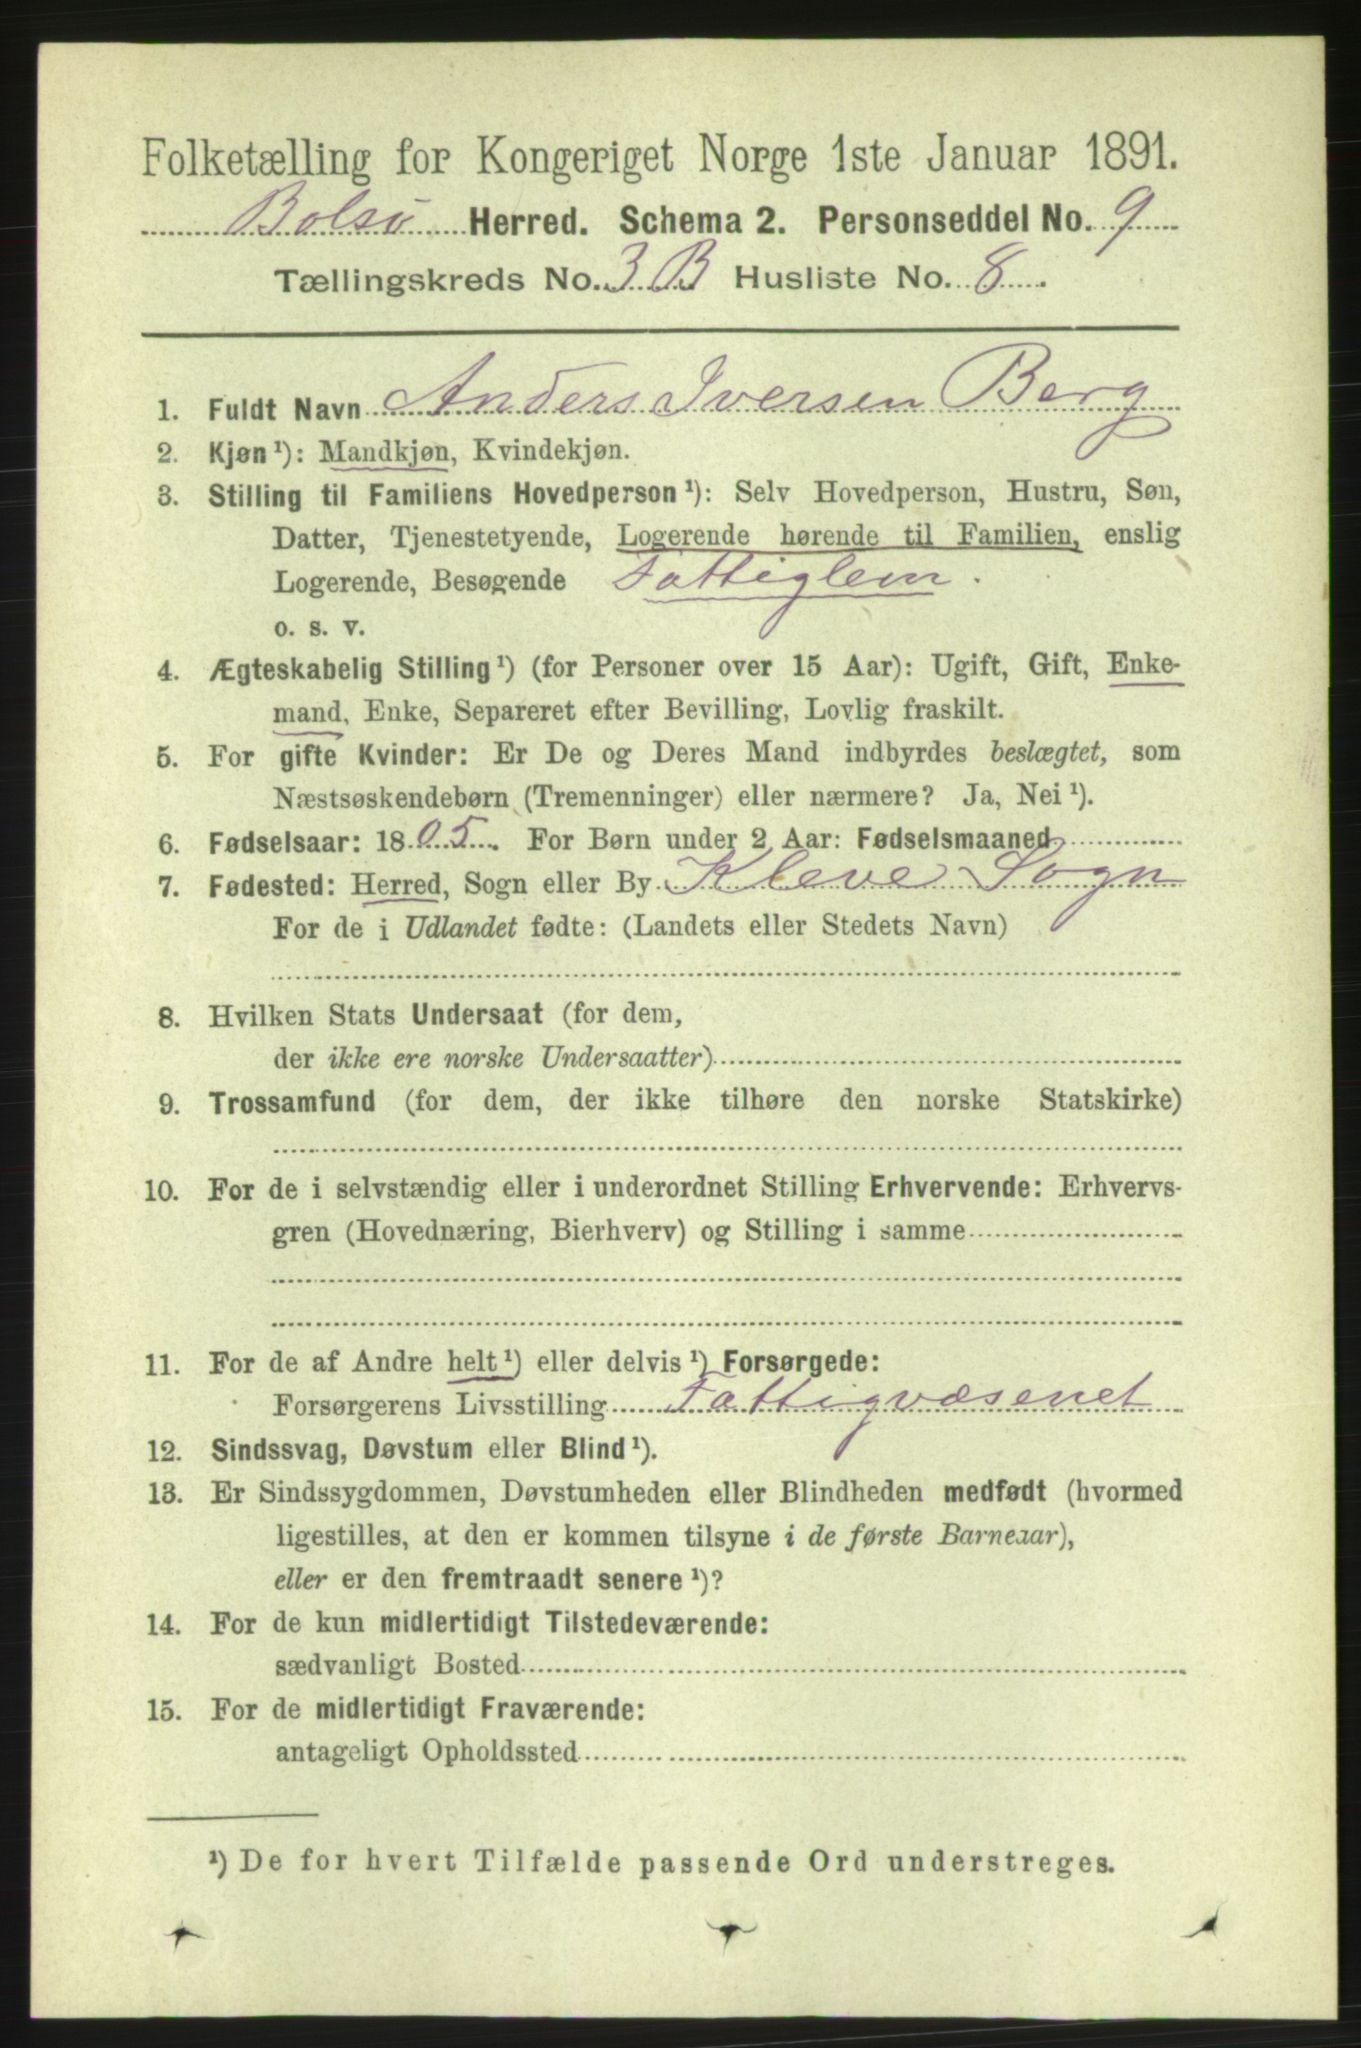 Folketælling for Kongeriget Norge 1ste Januar 1891.
Bolsø Herred. Schema 2. Personseddel No. 9
Tællingskreds No. 3 B Husliste No. 8
1. Fuldt Navn Anders Iversen Berg
2. Kjøn ¹): Mandkjøn, Kvindekjøn.
3. Stilling til Familiens Hovedperson ¹): Selv Hovedperson, Hustru, Søn,
Datter, Tjenestetyende, Logerende hørende til Familien, enslig
Logerende, Besøgende Fattiglem.
o. s. v.
4. Ægteskabelig Stilling ¹) (for Personer over 15 Aar): Ugift, Gift, Enke-
mand, Enke, Separeret efter Bevilling, Lovlig fraskilt.
5. For gifte Kvinder: Er De og Deres Mand indbyrdes beslægtet, som
Næstsøskendebørn (Tremenninger) eller nærmere? Ja, Nei ¹).
6. Fødselsaar: 1805. For Børn under 2 Aar: Fødselsmaaned
7. Fødested: Herred, Sogn eller By Kleve Sogn
For de i Udlandet fødte: (Landets eller Stedets Navn)
8. Hvilken Stats Undersaat (for dem,
der ikke ere norske Undersaatter)
9. Trossamfund (for dem, der ikke tilhøre den norske Statskirke)
10. For de i selvstændig eller i underordnet Stilling Erhvervende: Erhvervs-
gren (Hovednæring, Bierhverv) og Stilling i samme
11. For de af Andre helt ¹) eller delvis ¹) Forsørgede:
Forsørgerens Livsstilling Fattigvæsenet
12. Sindssvag, Døvstum eller Blind ¹).
13. Er Sindssygdommen, Døvstumheden eller Blindheden medfødt (hvormed
ligestilles, at den er kommen tilsyne i de første Barneaar),
eller er den fremtraadt senere ¹)?
14. For de kun midlertidigt Tilstedeværende:
sædvanligt Bosted
15. For de midlertidigt Fraværende:
antageligt Opholdssted
¹) De for hvert Tilfælde passende Ord understreges.